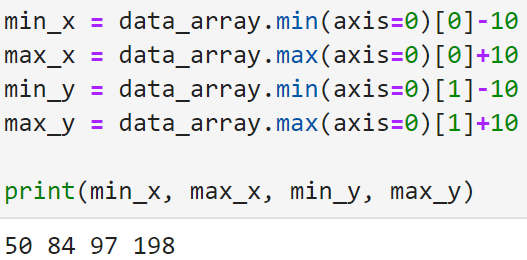 min_x = data_array.min(axis=0)[0]-10
max_x = data_array.max(axis=0)[0]+10
min_y = data_array.min(axis=0)[1]-10
max_y = data_array.max(axis=0)[1]+10
print(min_x, max_x, min_y, max_y)
50 84 97 198